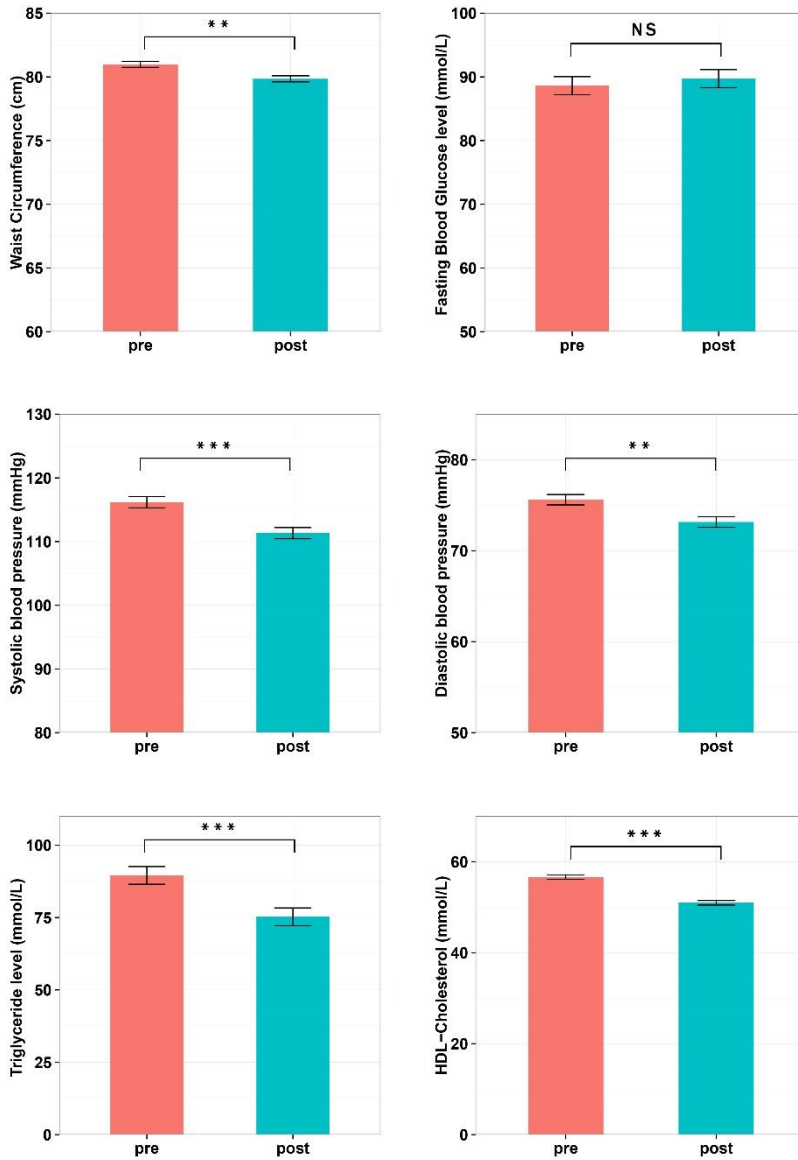 Waist Circumference (cm)
85
80
75
70
65
60
**
pre
post
Fasting Blood Glucose level (mmol/L)
100
90
80
70
60
50
NS
pre
post
Systolic blood pressure (mmHg)
130
120
110
100
90
80
***
pre
post
Diastolic blood pressure (mmHg)
80
70
60
50
**
pre
post
Triglyceride level (mmol/L)
100
75
50
25
0
***
pre
post
HDL-Cholesterol (mmol/L)
60
40
20
0
***
pre
post